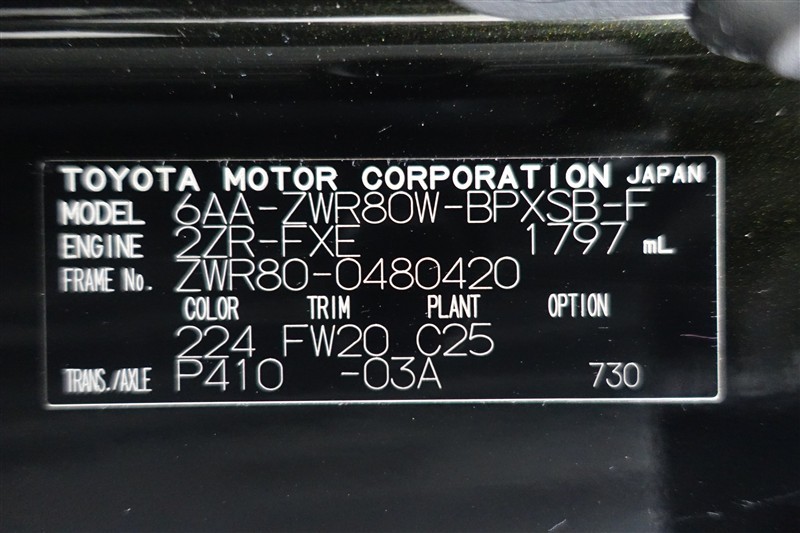 TOYOTA MOTOR CORPORATION JAPAN
MODEL 6AA-ZWR80W-BPXSB-F
ENGINE 2ZR-FXE 1797 mL
FRAME No. ZWR80-0480420
COLOR TRIM PLANT OPTION
224 FW20 C25
TRANS./AXLE P410 -03A 730